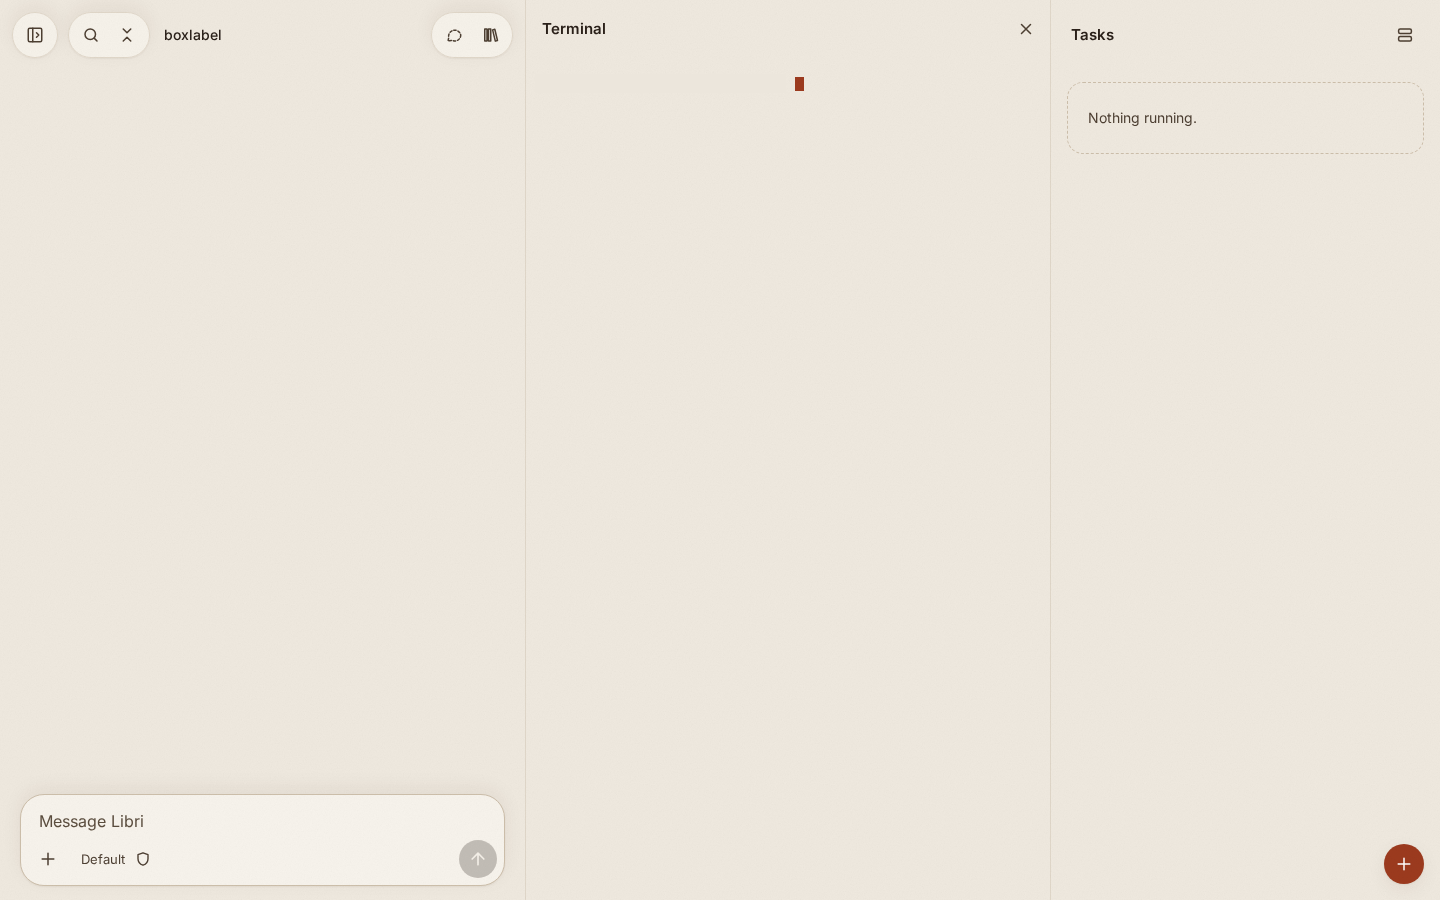 boxlabel
Message Libri
Default
Terminal
Tasks
Nothing running.